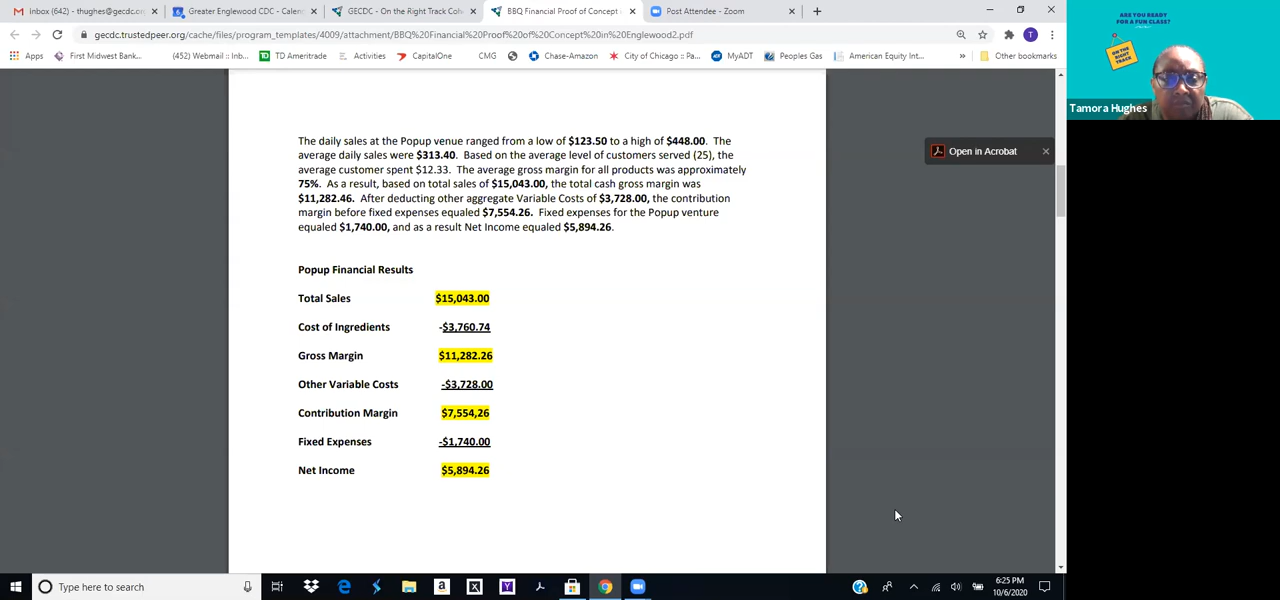 Inbox (642) - thughes@gecdc.or
Greater Englewood CDC - Calend
GECDC - On the Right Track Coh
BBQ Financial Proof of Concept
Post Attendee - Zoom
gecdc.trustedpeer.org/cache/files/program_templates/4009/attachment/BBQ%20Financial%20Proof%20of%20Concept%20in%20Englewood2.pdf
T
Apps
First Midwest Bank...
(452) Webmail :: Inb...
TD Ameritrade
Activities
CapitalOne
CMG
Chase-Amazon
City of Chicago :: Pa...
MyADT
Peoples Gas
American Equity Int...
»
Other bookmarks
ARE YOU READY
FOR A FUN CLASS?
ON THE
RIGHT
TRACK
Tamora Hughes
Open in Acrobat
The daily sales at the Popup venue ranged from a low of $123.50 to a high of $448.00. The
average daily sales were $313.40. Based on the average level of customers served (25), the
average customer spent $12.33. The average gross margin for all products was approximately
75%. As a result, based on total sales of $15,043.00, the total cash gross margin was
$11,282.46. After deducting other aggregate Variable Costs of $3,728.00, the contribution
margin before fixed expenses equaled $7,554.26. Fixed expenses for the Popup venture
equaled $1,740.00, and as a result Net Income equaled $5,894.26.
Popup Financial Results
Total Sales $15,043.00
Cost of Ingredients -$3,760.74
Gross Margin $11,282.26
Other Variable Costs -$3,728.00
Contribution Margin $7,554,26
Fixed Expenses -$1,740.00
Net Income $5,894.26
Type here to search
6:25 PM
10/6/2020